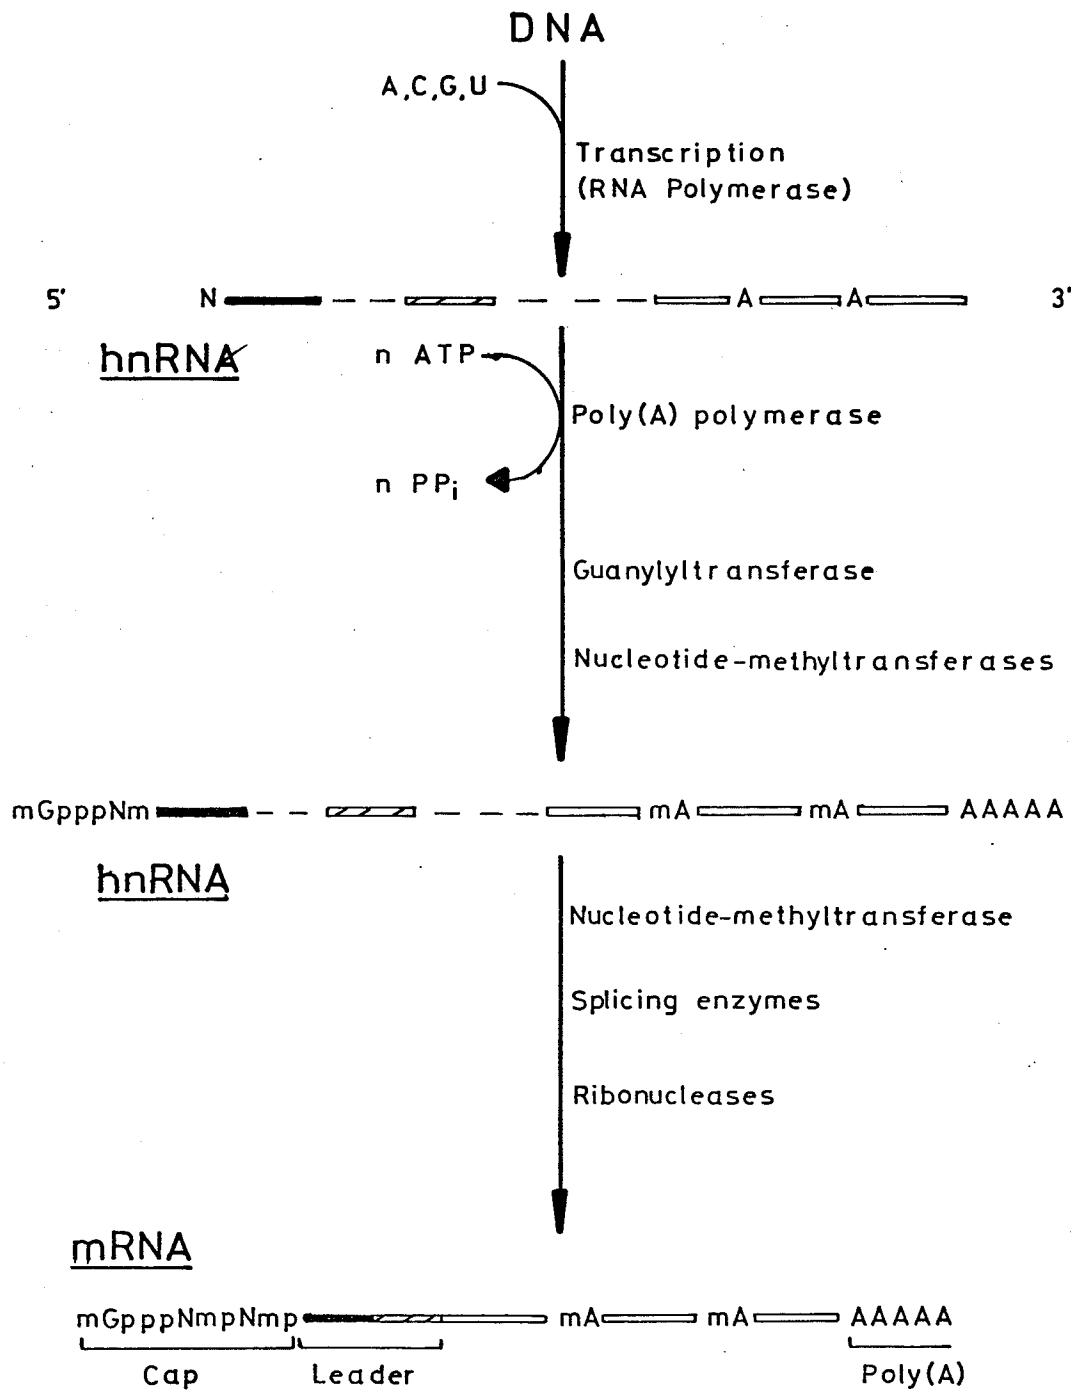 DNA
A,C,G,U
Transcription
(RNA Polymerase)
5' N A A 3'
hnRNA
n ATP
Poly(A) polymerase
n PPi
Guanylyltransferase
Nucleotide-methyltransferases
mGpppNm mA mA AAAAA
hnRNA
Nucleotide-methyltransferase
Splicing enzymes
Ribonucleases
mRNA
mGpppNmpNmp mA mA AAAAA
Cap Leader Poly(A)